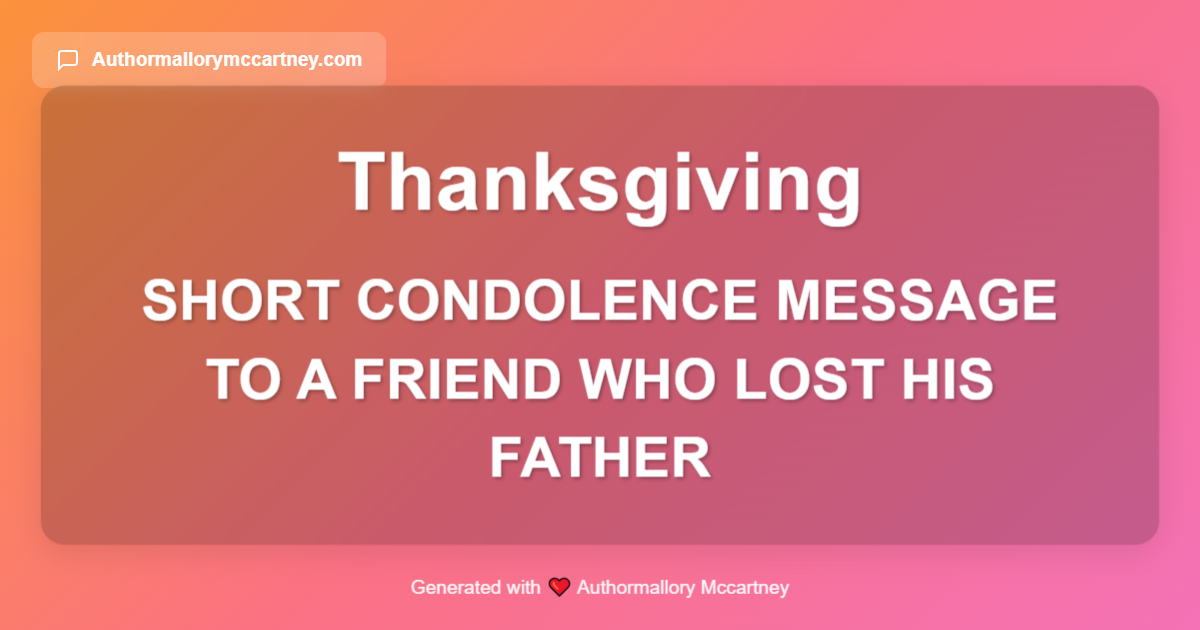 Authormallorymccartney.com
Thanksgiving
SHORT CONDOLENCE MESSAGE
TO A FRIEND WHO LOST HIS
FATHER
Generated with ❤️ Authormallory Mccartney